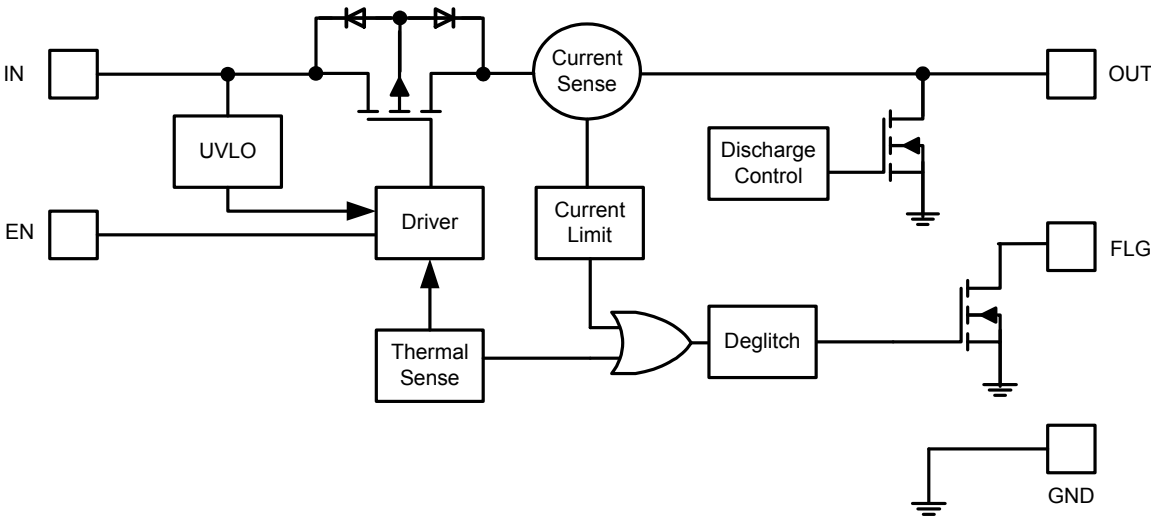 IN
Current
Sense
OUT
UVLO
Discharge
Control
EN
Driver
Current
Limit
FLG
Thermal
Sense
Deglitch
GND